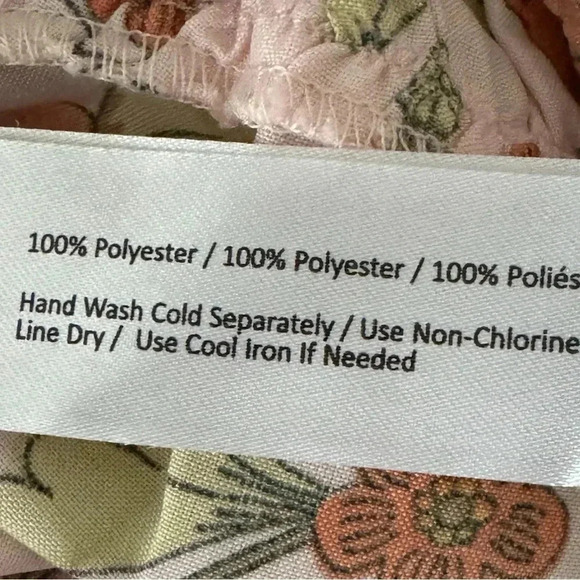 100% Polyester / 100% Polyester / 100% Poliés
Hand Wash Cold Separately / Use Non-Chlorine
Line Dry / Use Cool Iron If Needed